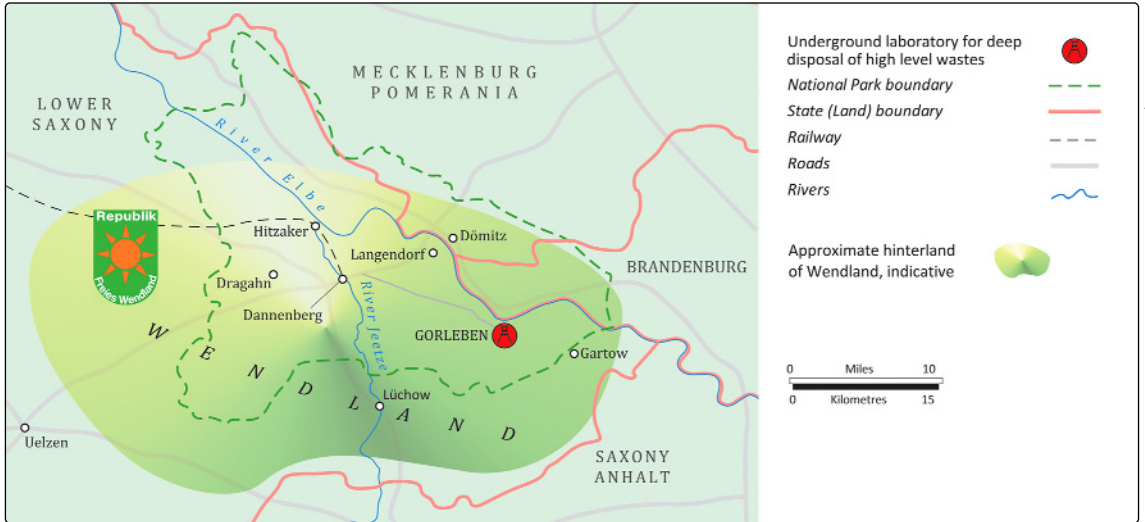 MECKLENBURG
POMERANIA
LOWER
SAXONY
River Elbe
Republik
Freies Wendland
Hitzaker
Dömitz
Langendorf
BRANDENBURG
Dragahn
Dannenberg
River Jeetze
GORLEBEN
Gartow
WENDLAND
Lüchow
Uelzen
SAXONY
ANHALT
Underground laboratory for deep
disposal of high level wastes
National Park boundary
State (Land) boundary
Railway
Roads
Rivers
Approximate hinterland
of Wendland, indicative
0 Miles 10
0 Kilometres 15